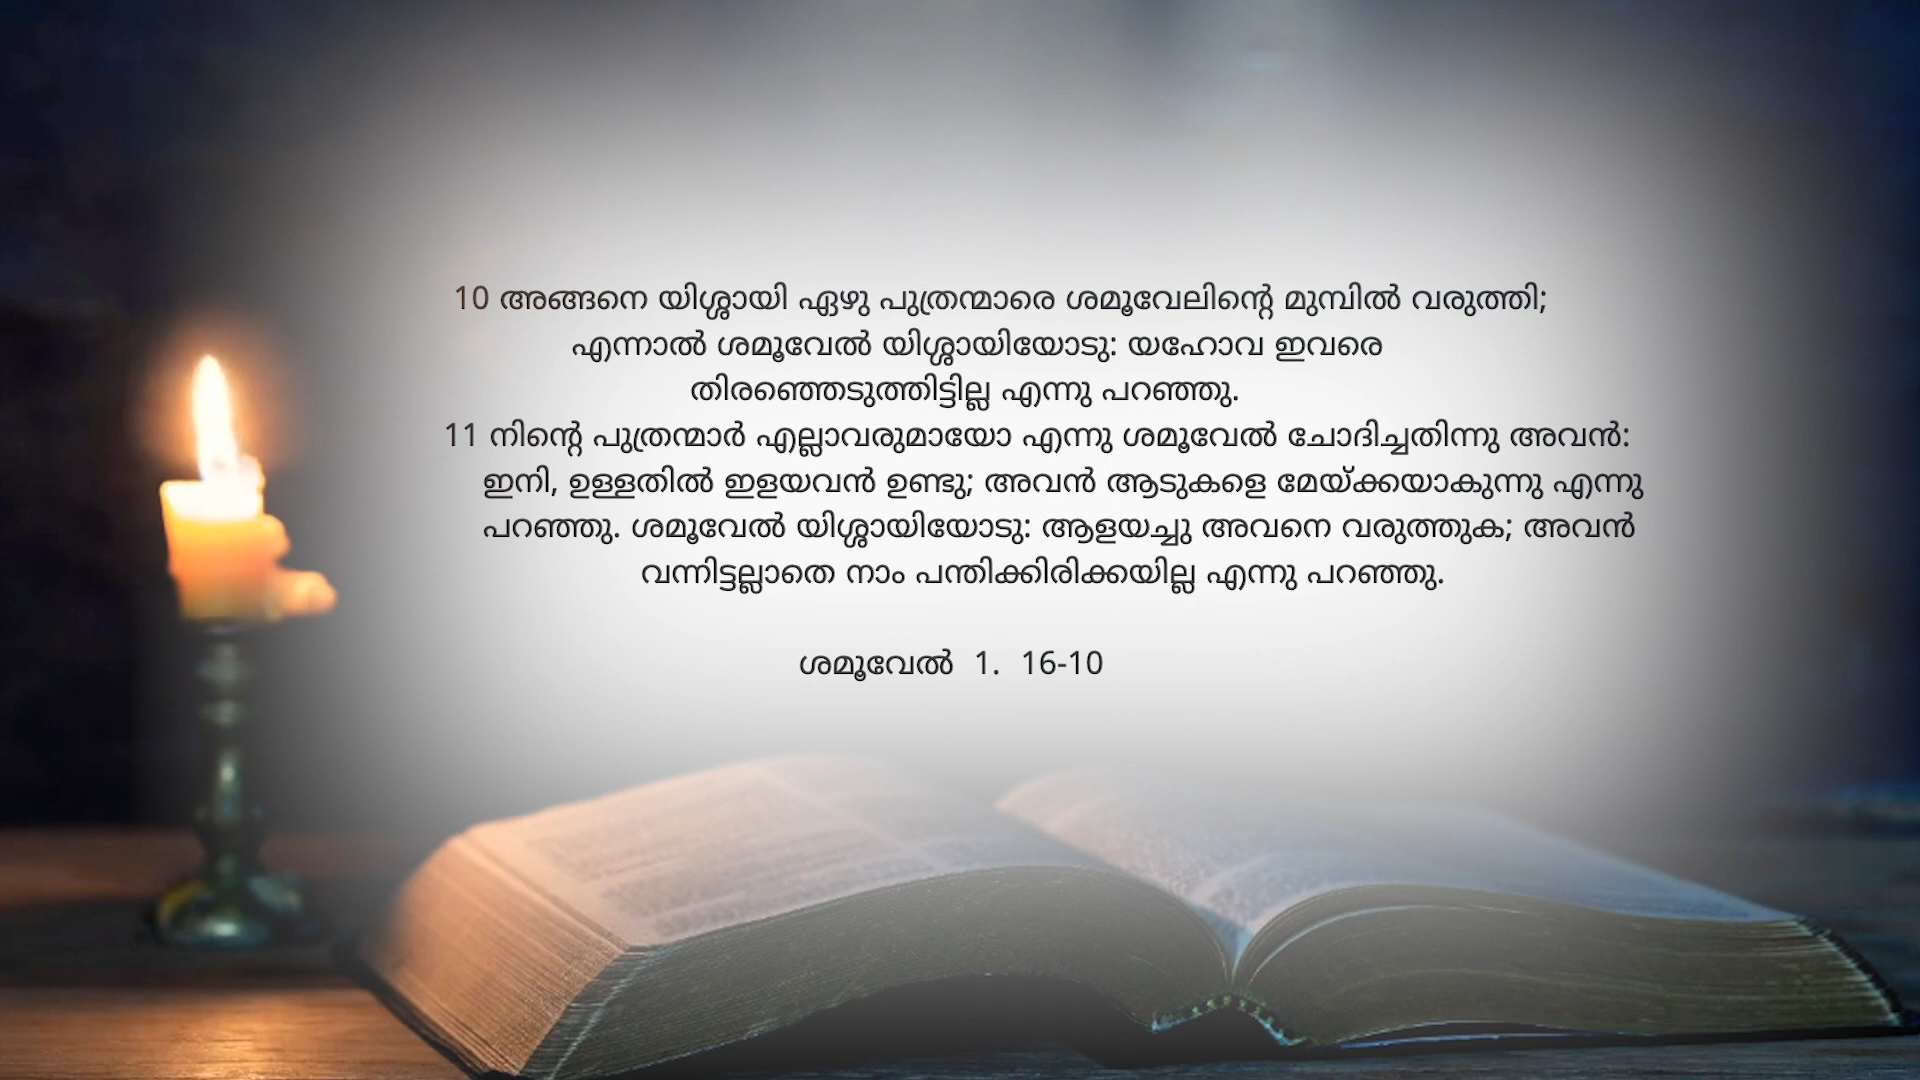 10 അങ്ങനെ യിശ്ശായി ഏഴു പുത്രന്മാരെ ശമൂവേലിന്റെ മുമ്പിൽ വരുത്തി;
എന്നാൽ ശമൂവേൽ യിശ്ശായിയോടു: യഹോവ ഇവരെ
തിരഞ്ഞെടുത്തിട്ടില്ല എന്നു പറഞ്ഞു.
11 നിന്റെ പുത്രന്മാർ എല്ലാവരുമായോ എന്നു ശമൂവേൽ ചോദിച്ചതിന്നു അവൻ:
ഇനി, ഉള്ളതിൽ ഇളയവൻ ഉണ്ടു; അവൻ ആടുകളെ മേയ്ക്കയാകുന്നു എന്നു
പറഞ്ഞു. ശമൂവേൽ യിശ്ശായിയോടു: ആളയച്ചു അവനെ വരുത്തുക; അവൻ
വന്നിട്ടല്ലാതെ നാം പന്തിക്കിരിക്കയില്ല എന്നു പറഞ്ഞു.
ശമൂവേൽ 1. 16-10